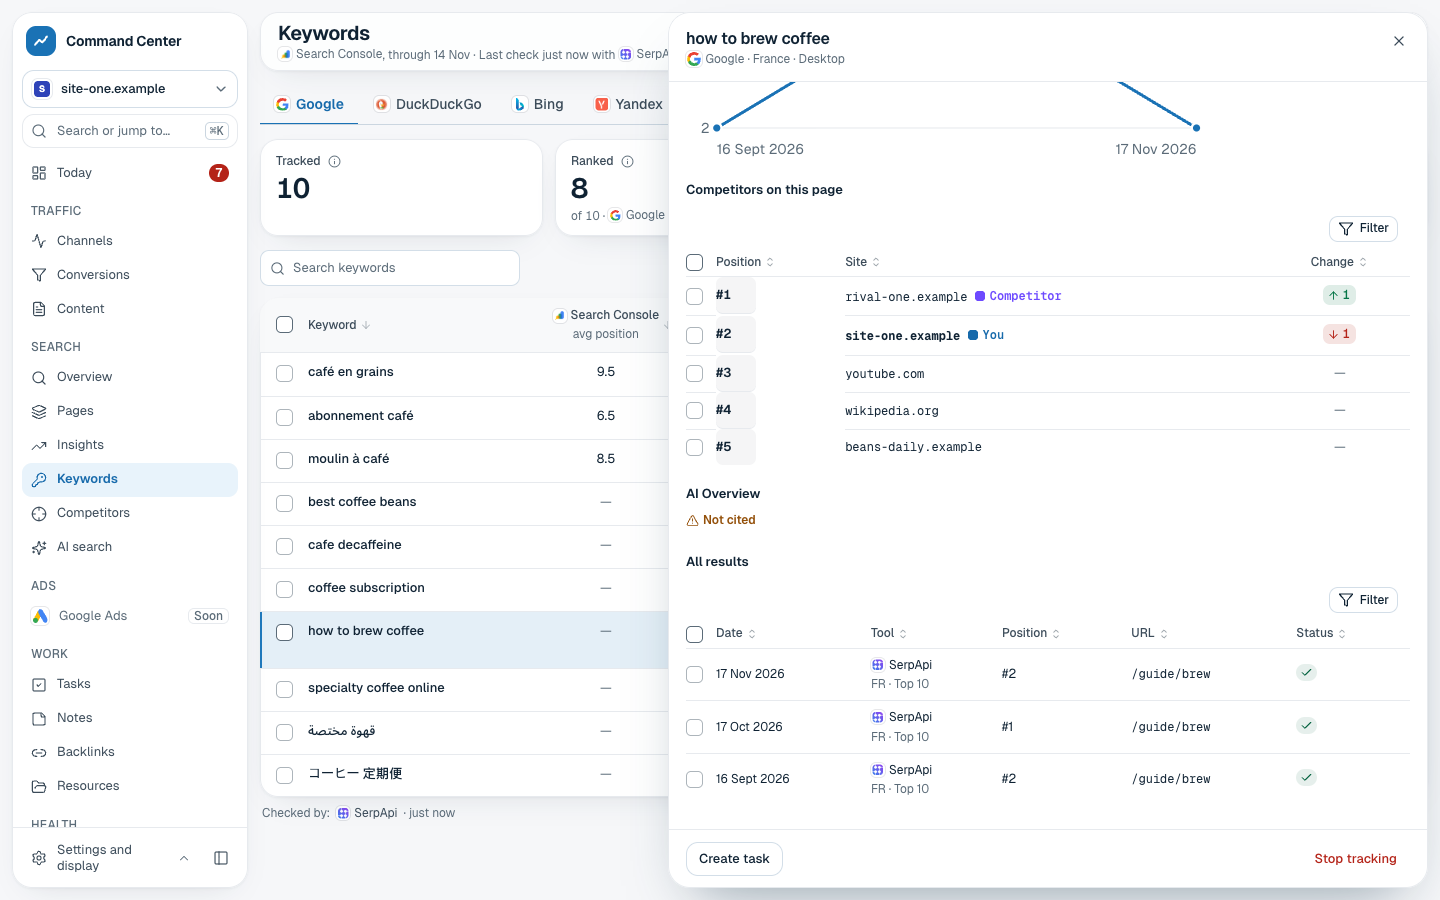 Command Center
S site-one.example
Search or jump to... ⌘K
Today 7
TRAFFIC
Channels
Conversions
Content
SEARCH
Overview
Pages
Insights
Keywords
Competitors
AI search
ADS
Google Ads Soon
WORK
Tasks
Notes
Backlinks
Resources
HEALTH
Settings and
display
Keywords
Search Console, through 14 Nov · Last check just now with SerpA
Google DuckDuckGo Bing Yandex
Tracked
10
Ranked
8
of 10 · Google
Search keywords
Keyword Search Console
avg position
café en grains 9.5
abonnement café 6.5
moulin à café 8.5
best coffee beans —
cafe decaffeine —
coffee subscription —
how to brew coffee —
specialty coffee online —
قهوة مختصة —
コーヒー 定期便 —
Checked by: SerpApi · just now
how to brew coffee
Google · France · Desktop
2
16 Sept 2026 17 Nov 2026
Competitors on this page
Filter
Position Site Change
#1 rival-one.example Competitor ↑ 1
#2 site-one.example You ↓ 1
#3 youtube.com —
#4 wikipedia.org —
#5 beans-daily.example —
AI Overview
Not cited
All results
Filter
Date Tool Position URL Status
17 Nov 2026 SerpApi #2 /guide/brew
FR · Top 10
17 Oct 2026 SerpApi #1 /guide/brew
FR · Top 10
16 Sept 2026 SerpApi #2 /guide/brew
FR · Top 10
Create task Stop tracking